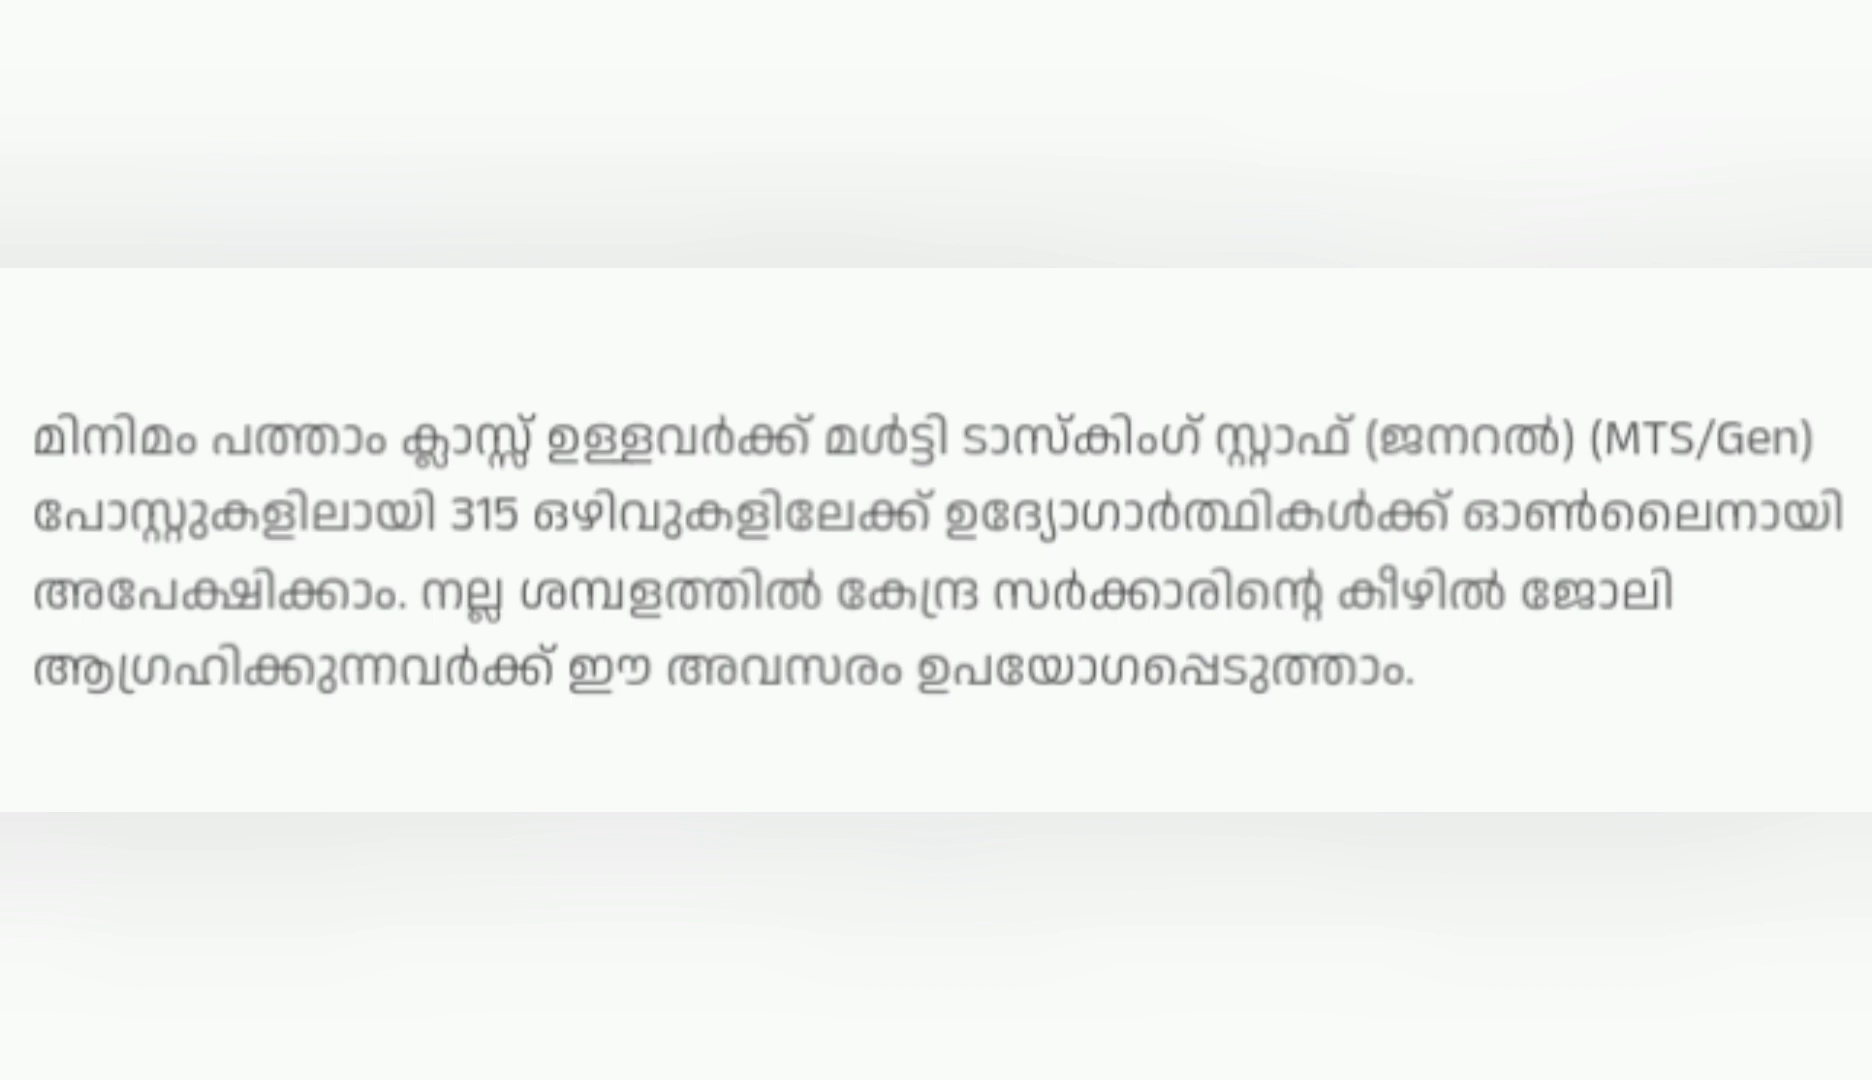 മിനിമം പത്താം ക്ലാസ്സ് ഉള്ളവർക്ക് മൾട്ടി ടാസ്കിംഗ് സ്റ്റാഫ് (ജനറൽ) (MTS/Gen)
പോസ്റ്റുകളിലായി 315 ഒഴിവുകളിലേക്ക് ഉദ്യോഗാർത്ഥികൾക്ക് ഓൺലൈനായി
അപേക്ഷിക്കാം. നല്ല ശമ്പളത്തിൽ കേന്ദ്ര സർക്കാരിന്റെ കീഴിൽ ജോലി
ആഗ്രഹിക്കുന്നവർക്ക് ഈ അവസരം ഉപയോഗപ്പെടുത്താം.